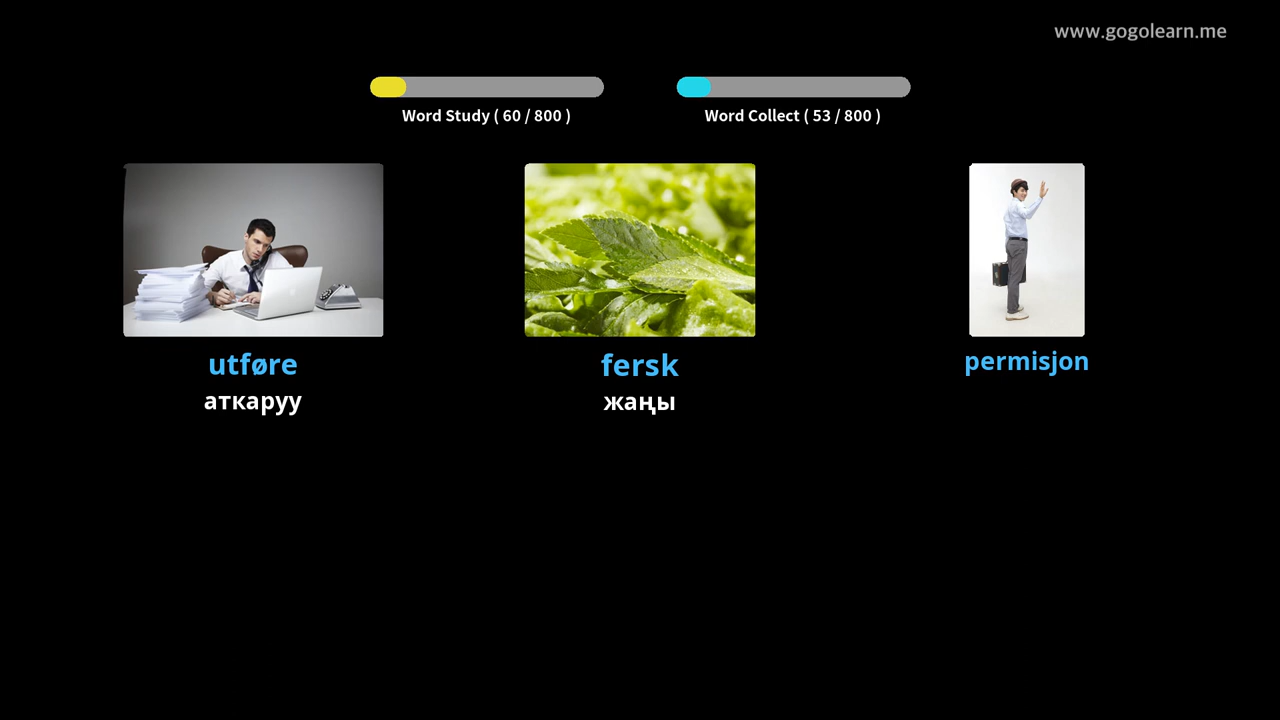 www.gogolearn.me
Word Study ( 60 / 800 )
Word Collect ( 53 / 800 )
utføre
аткаруу
fersk
жаңы
permisjon